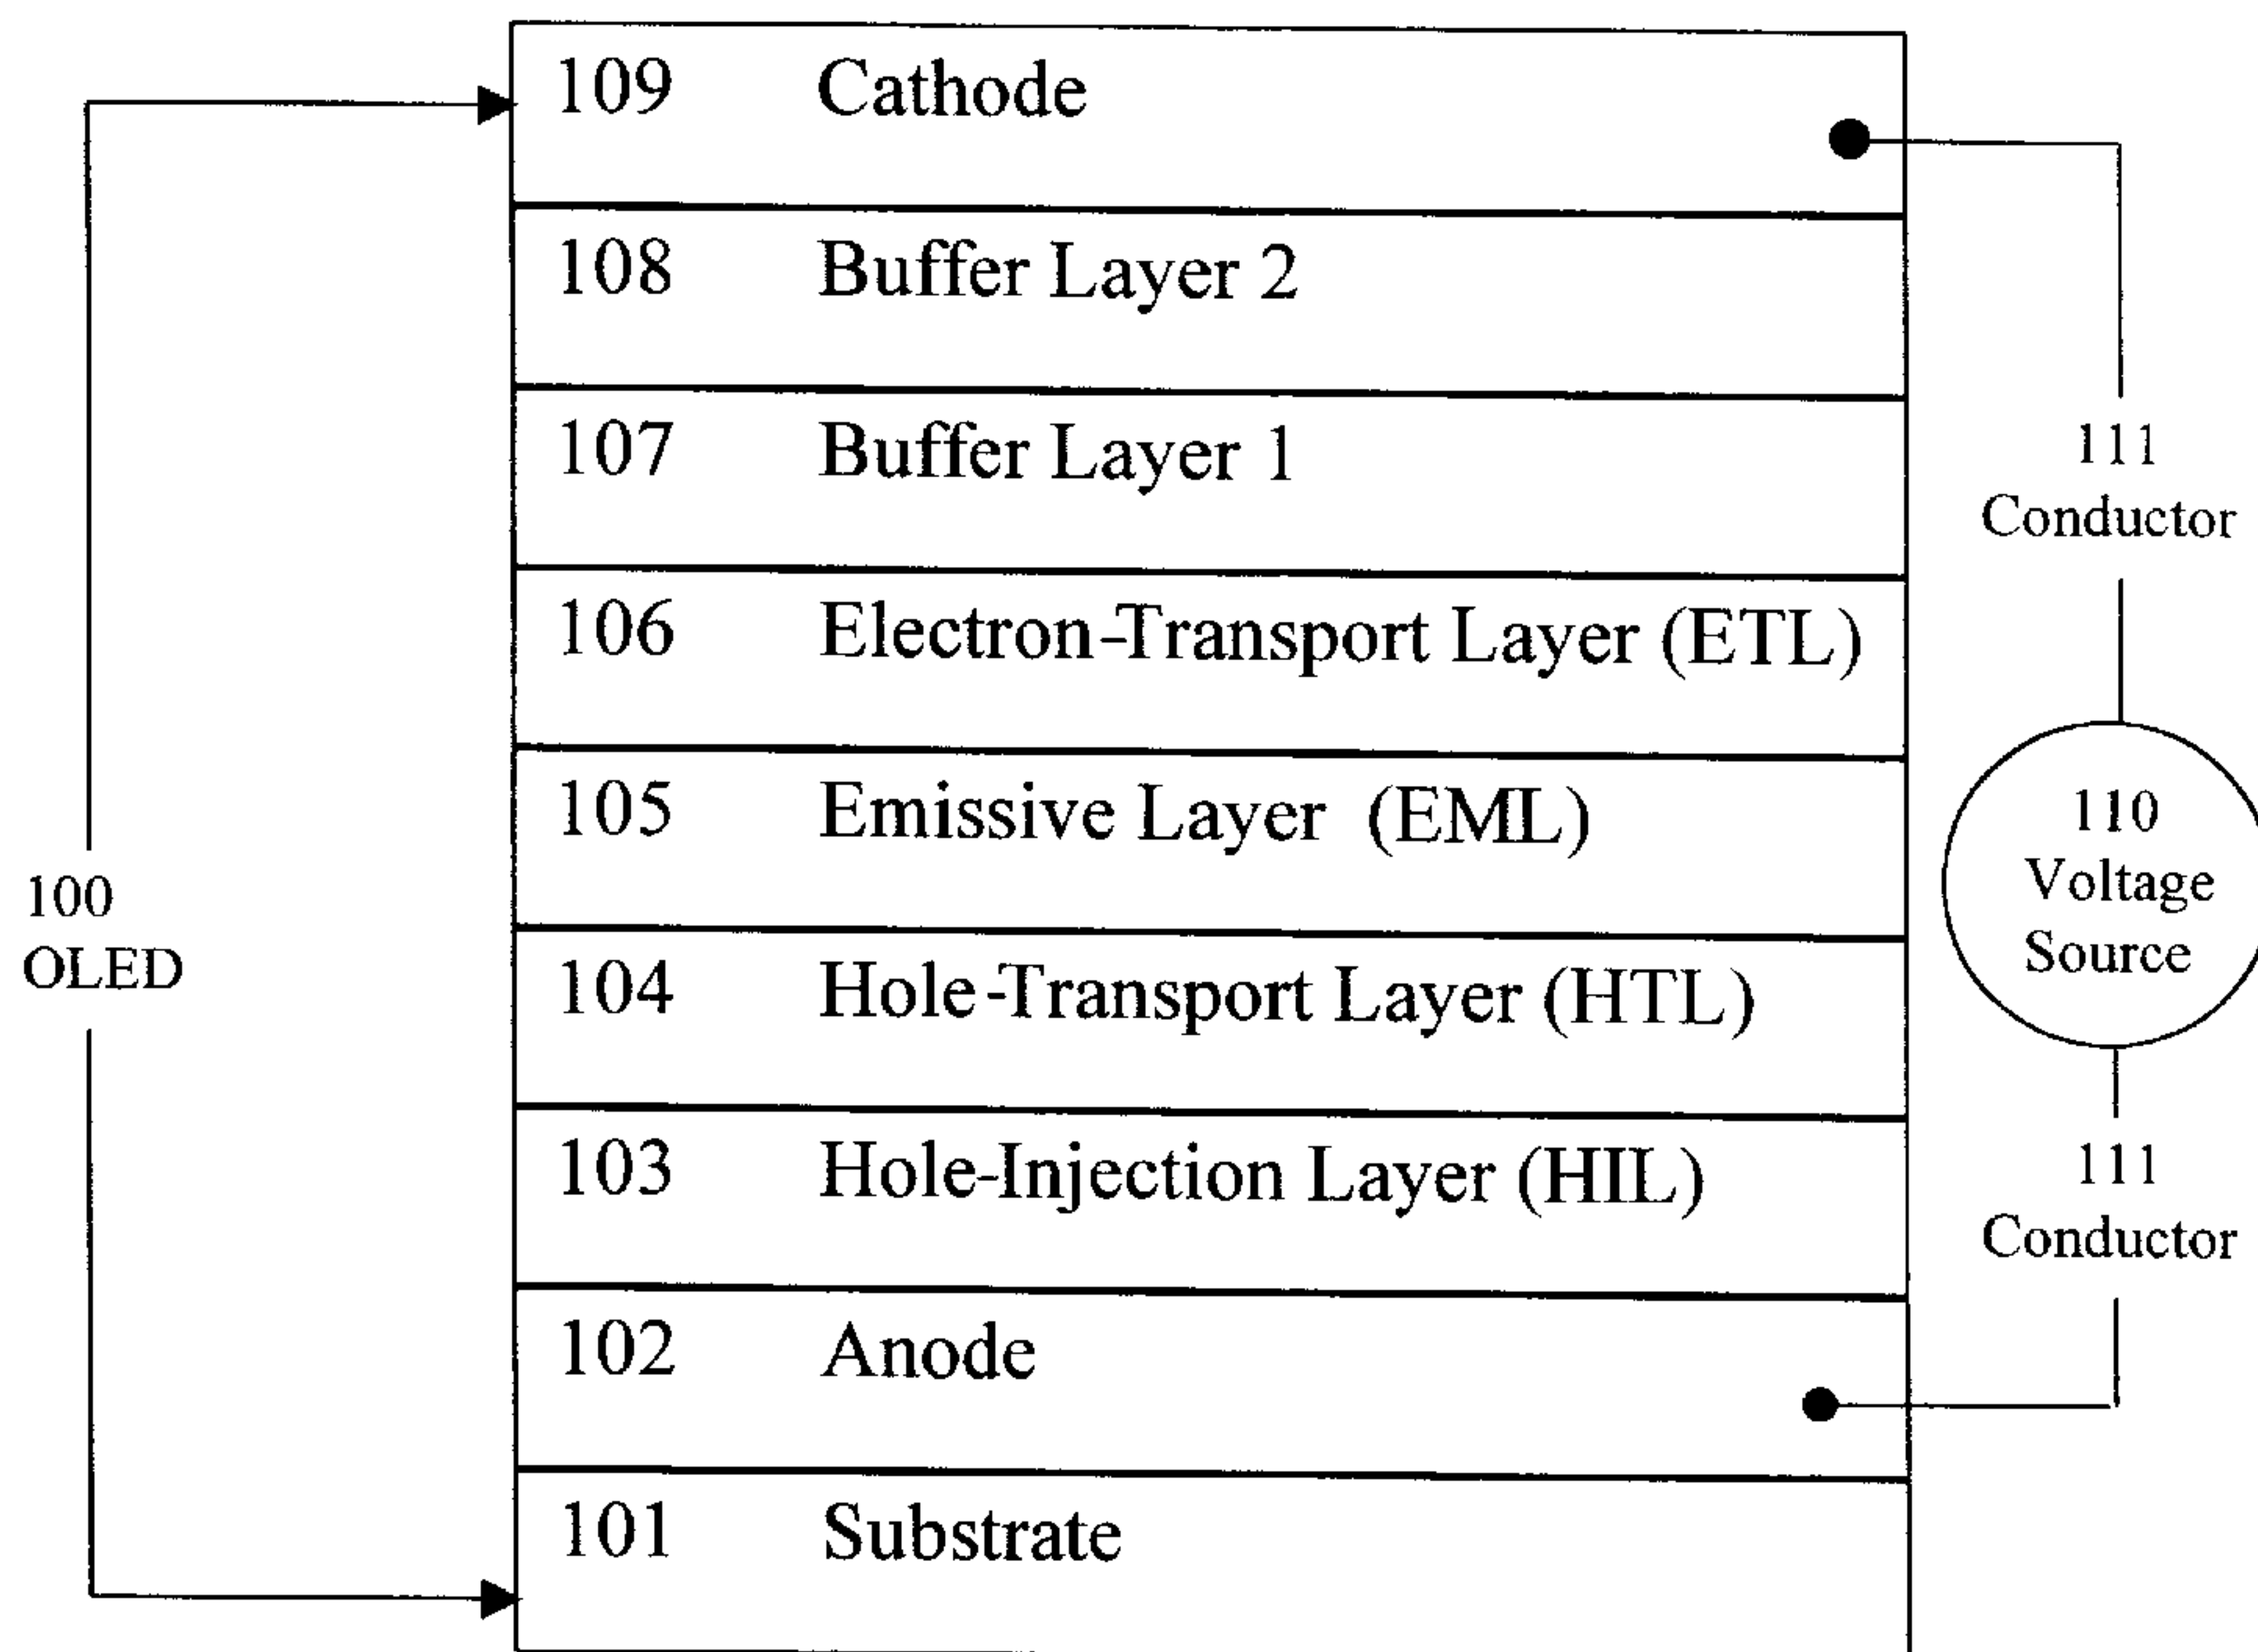 109 Cathode
108 Buffer Layer 2
107 Buffer Layer 1
106 Electron-Transport Layer (ETL)
105 Emissive Layer (EML)
104 Hole-Transport Layer (HTL)
103 Hole-Injection Layer (HIL)
102 Anode
101 Substrate
100
OLED
111
Conductor
110
Voltage
Source
111
Conductor